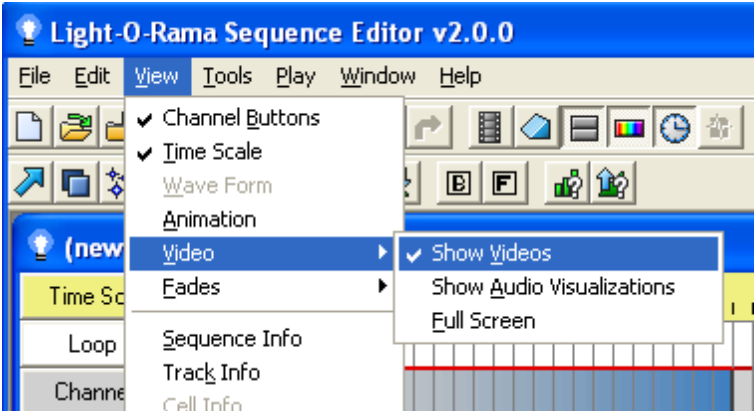 Light-O-Rama Sequence Editor v2.0.0
File Edit View Tools Play Window Help
Channel Buttons
Time Scale
Wave Form
B F
Animation
(new
Video
Show Videos
Time Sc
Fades
Show Audio Visualizations
Full Screen
Loop
Sequence Info
Track Info
Channe
Cell Info